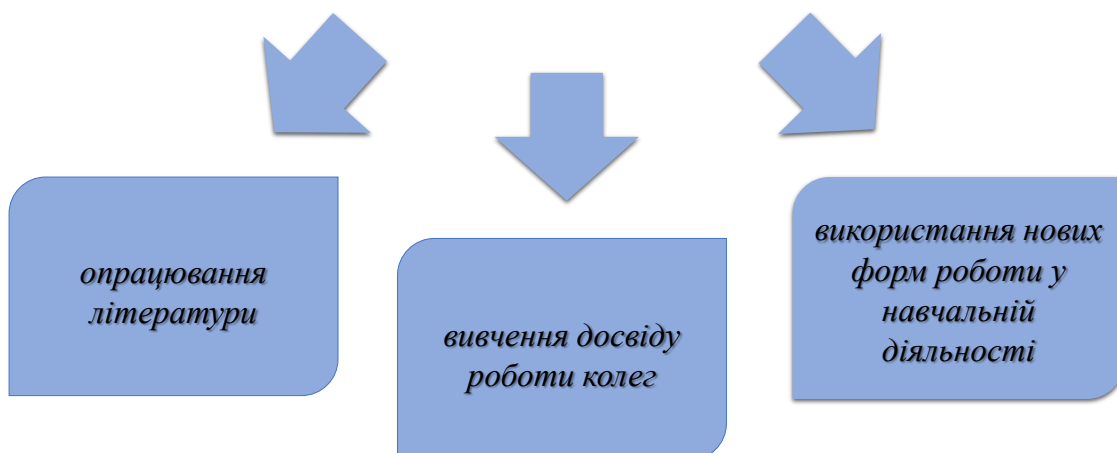 опрацювання
літератури
вивчення досвіду
роботи колег
використання нових
форм роботи у
навчальній
діяльності